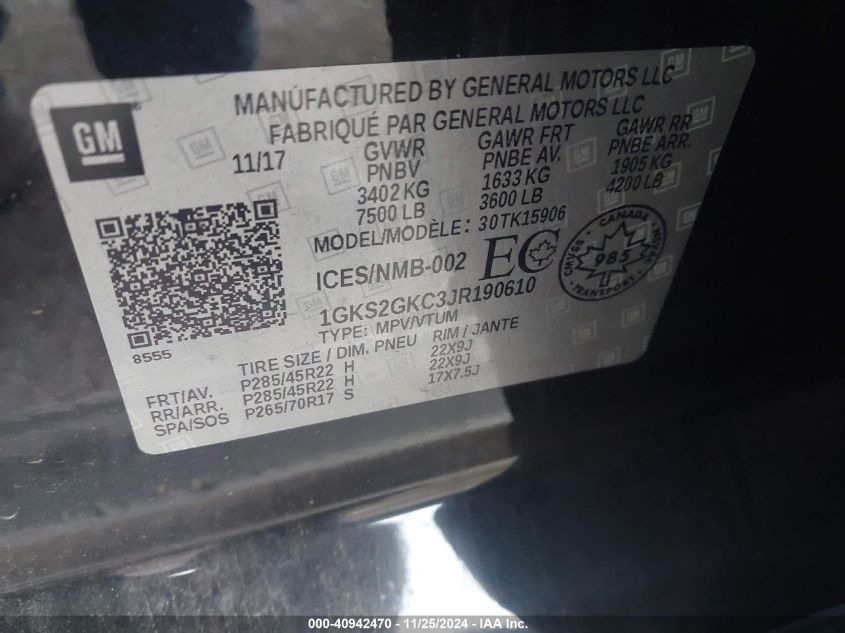 GM
MANUFACTURED BY GENERAL MOTORS LLC
FABRIQUÉ PAR GENERAL MOTORS LLC
11/17
GVWR
PNBV
3402 KG
7500 LB
GAWR FRT
PNBE AV.
1633 KG
3600 LB
GAWR RR
PNBE ARR.
1905 KG
4200 LB
MODEL/MODÈLE: 30TK15906
ICES/NMB-002 EC
CANADA
985
CMVSS
NSVAC
1GKS2GKC3JR190610
TYPE: MPV/VTUM
8555
TIRE SIZE / DIM. PNEU RIM / JANTE
FRT/AV. P285/45R22 H 22X9J
RR/ARR. P285/45R22 H 22X9J
SPA/SOS P265/70R17 S 17X7.5J
000-40942470 - 11/25/2024 - IAA Inc.